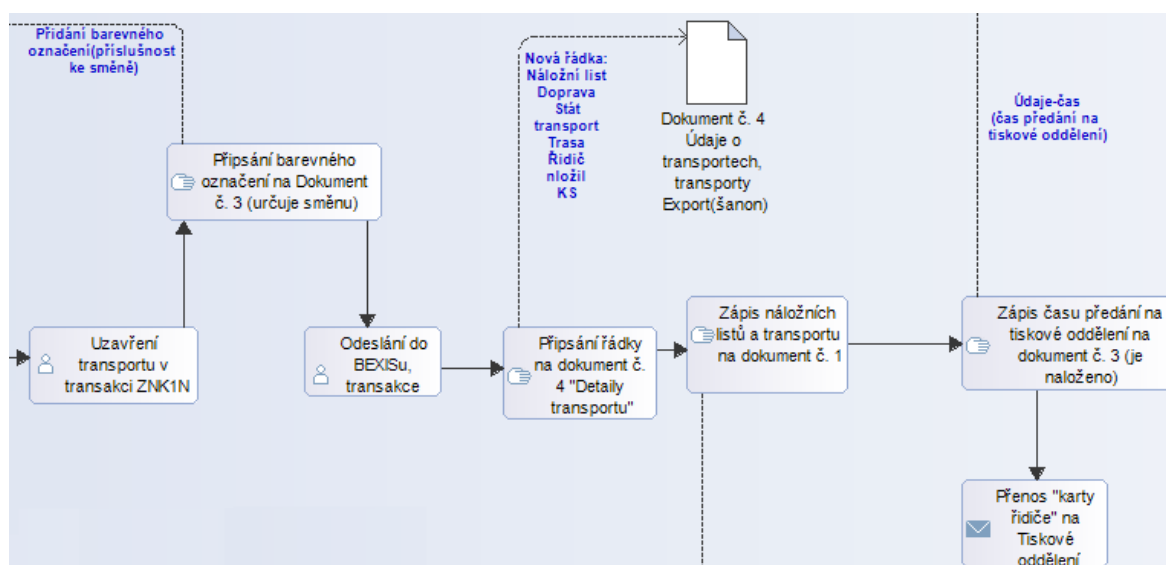 Přidání barevného
označení(příslušnost
ke směně)
Nová řádka:
Náložní list
Doprava
Stát
transport
Trasa
Řidič
nložil
KS
Dokument č. 4
Údaje o
transportech,
transporty
Export(šanon)
Údaje-čas
(čas předání na
tiskové oddělení)
Připsání barevného
označení na Dokument
č. 3 (určuje směnu)
Uzavření
transportu v
transakci ZNK1N
Odeslání do
BEXISu,
transakce
Připsání řádky
na dokument č.
4 "Detaily
transportu"
Zápis náložních
listů a transportu
na dokument č. 1
Zápis času předání na
tiskové oddělení na
dokument č. 3 (je
naloženo)
Přenos "karty
řidiče" na
Tiskové
oddělení